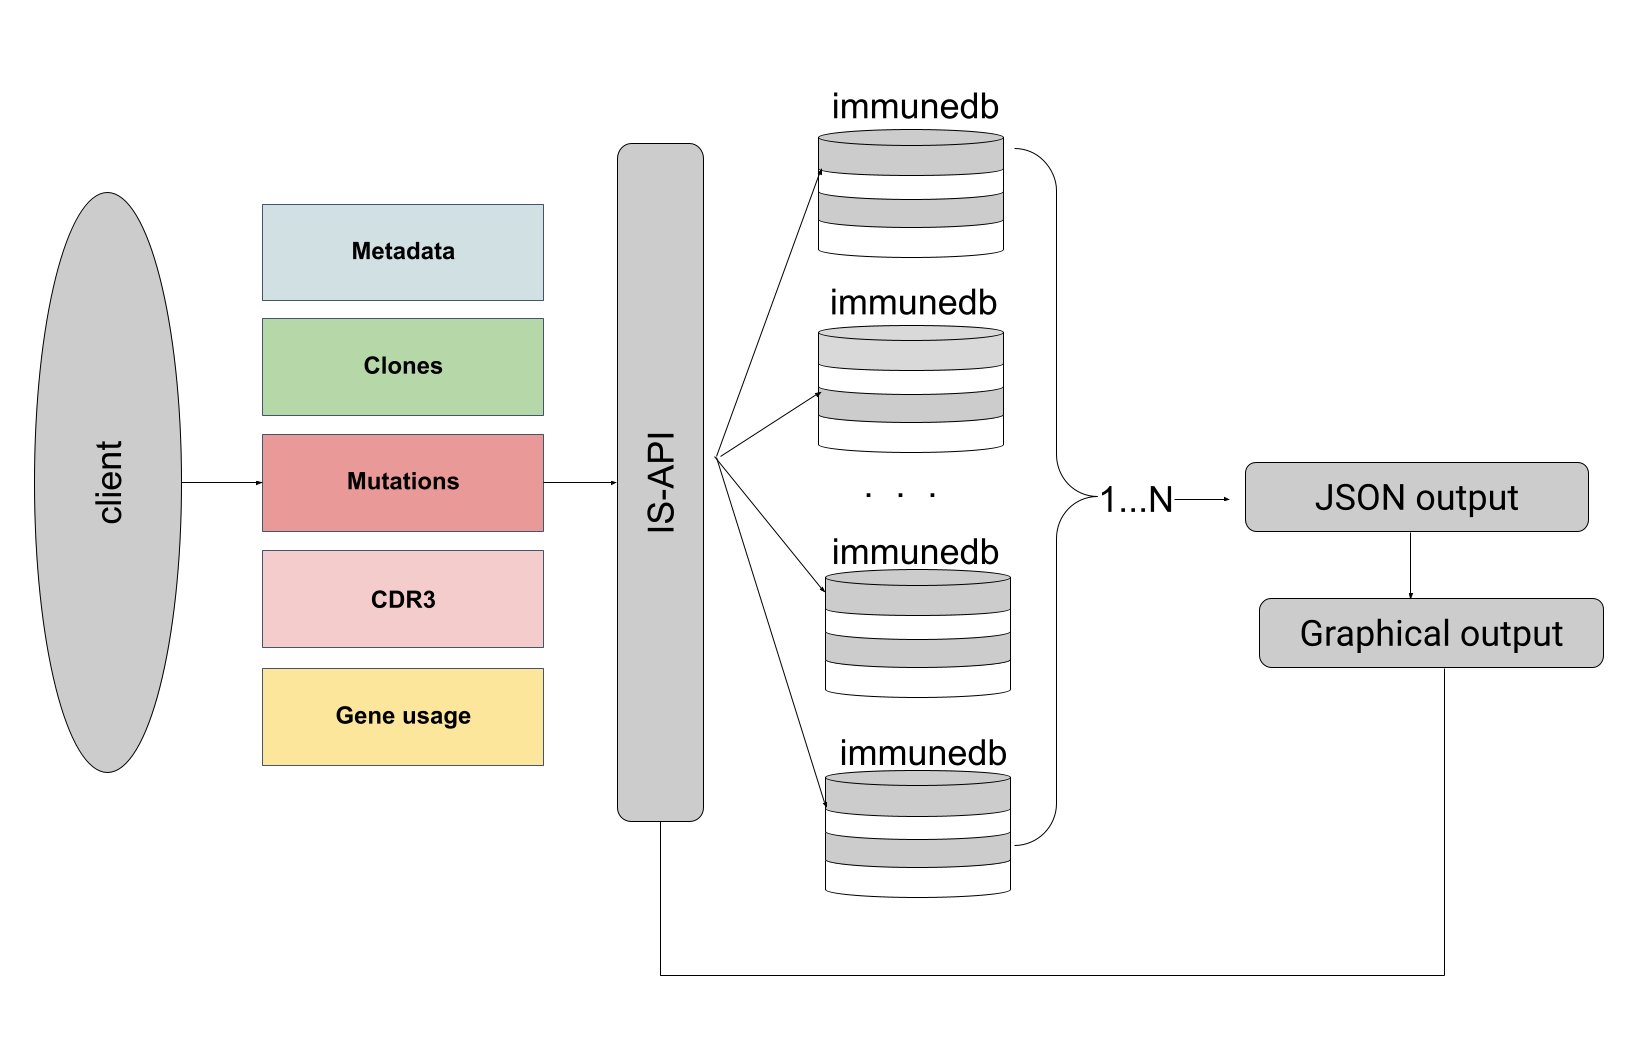 client
Metadata
Clones
Mutations
CDR3
Gene usage
IS-API
immunedb
immunedb
. . .
immunedb
immunedb
1...N
JSON output
Graphical output